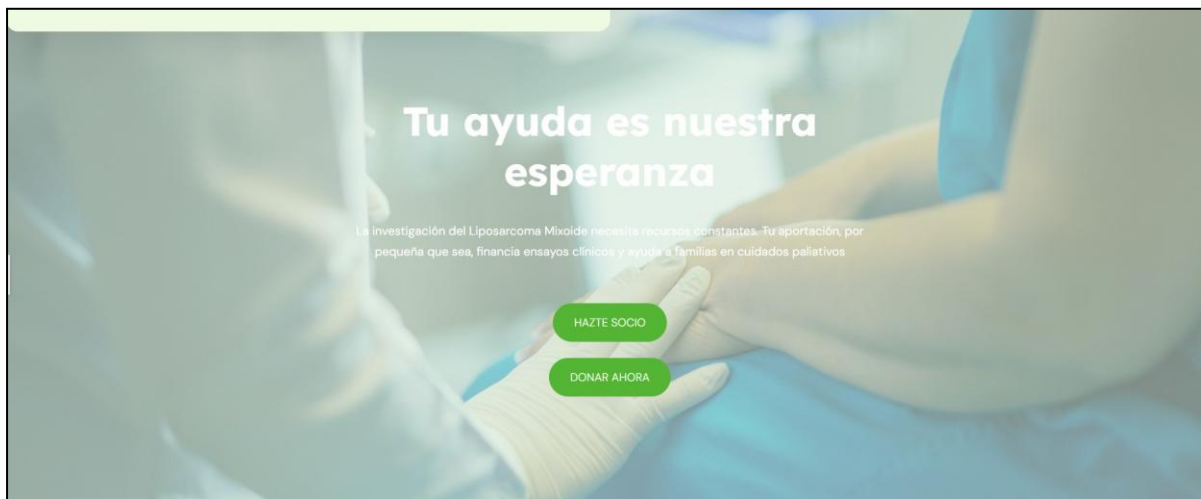 Tu ayuda es nuestra
esperanza
La investigación del Liposarcoma Mixoide necesita recursos constantes. Tu aportación, por
pequeña que sea, financia ensayos clínicos y ayuda a familias en cuidados paliativos
HAZTE SOCIO
DONAR AHORA